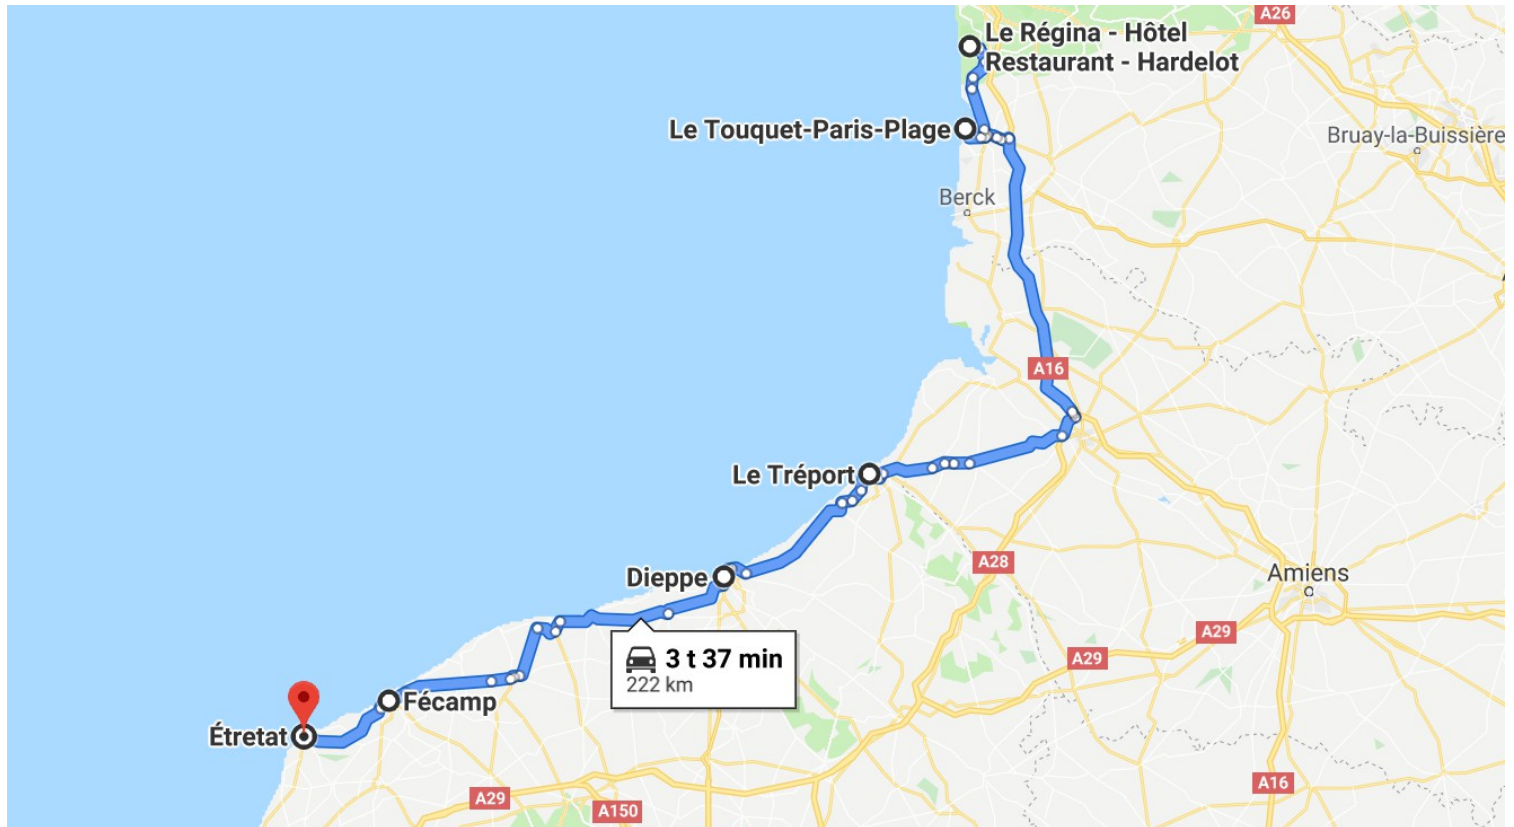 A26
Le Régina - Hôtel
Restaurant - Hardelot
Le Touquet-Paris-Plage
Bruay-la-Buissière
Berck
A16
Le Tréport
A28
Amiens
Dieppe
A29
A29
3 t 37 min
222 km
Fécamp
Étretat
A29
A150
A16